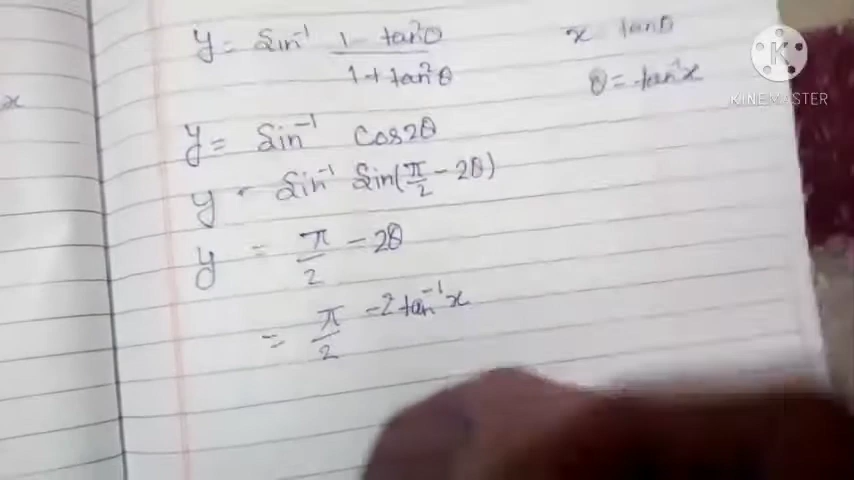 y = Sin⁻¹ (1 - tan²θ)/(1 + tan²θ)
x tanθ
θ = tan⁻¹x
KINEMASTER
x
y = Sin⁻¹ Cos2θ
y = Sin⁻¹ Sin(π/2 - 2θ)
y = π/2 - 2θ
= π/2 - 2tan⁻¹x